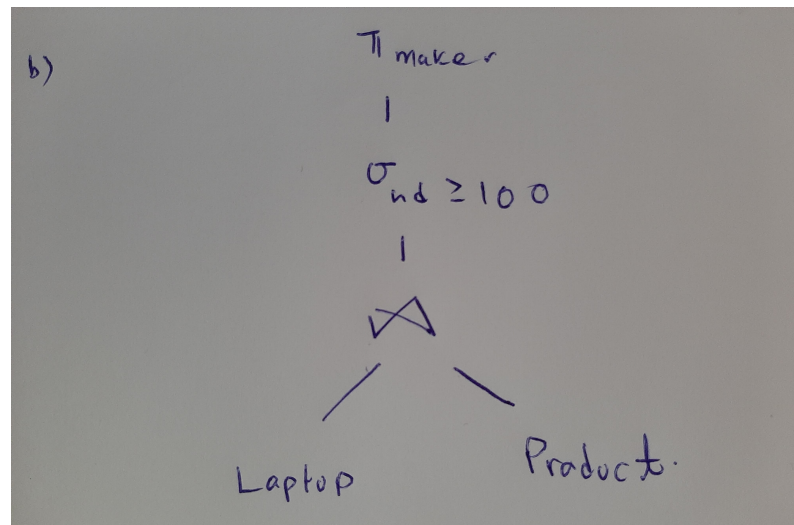 b)
π maker
σ hd ≥ 100
⋈
Laptop
Product.